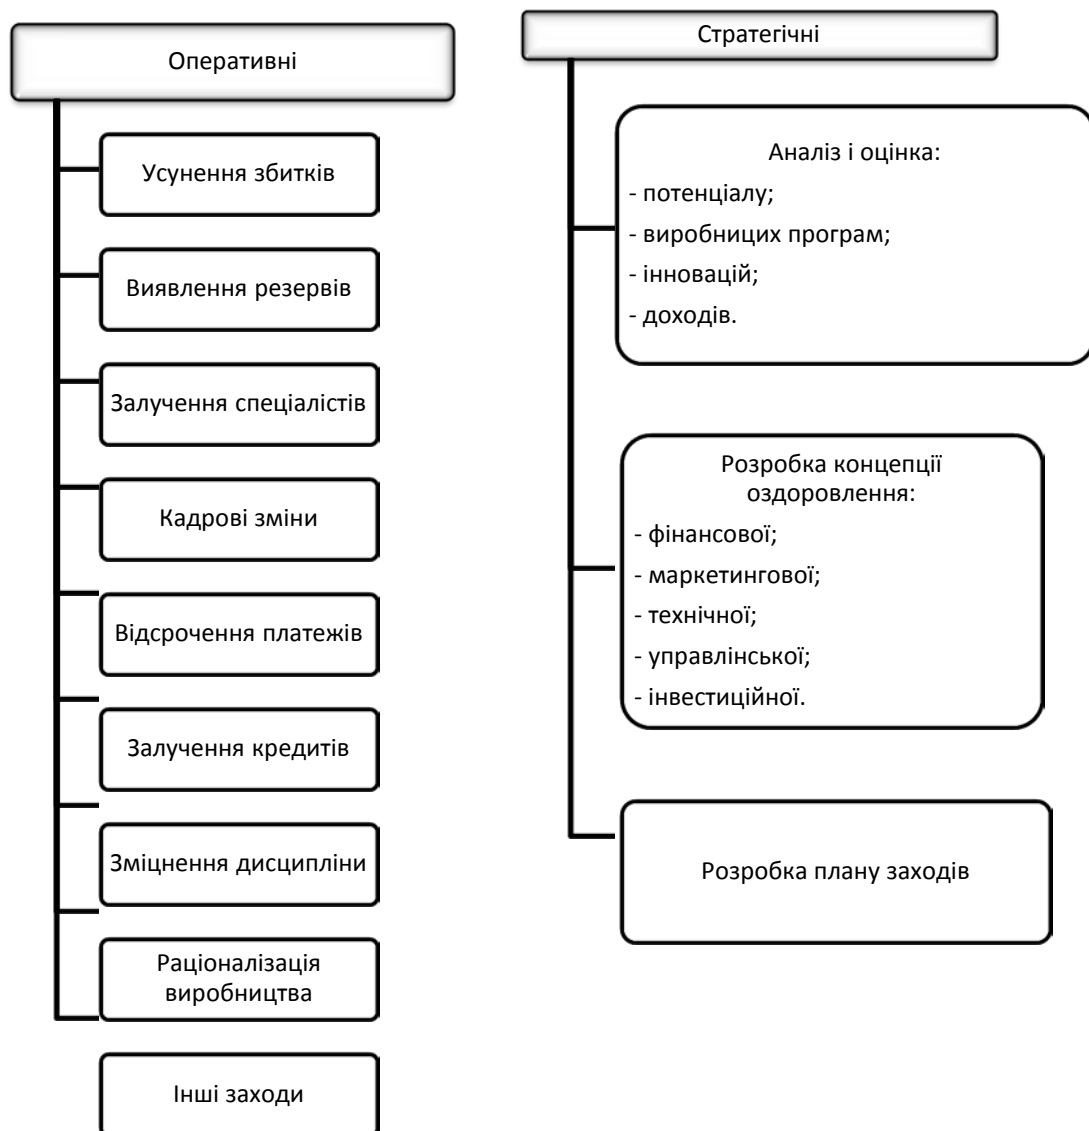 Оперативні
Усунення збитків
Виявлення резервів
Залучення спеціалістів
Кадрові зміни
Відсрочення платежів
Залучення кредитів
Зміцнення дисципліни
Раціоналізація
виробництва
Інші заходи
Стратегічні
Аналіз і оцінка:
- потенціалу;
- виробницих програм;
- інновацій;
- доходів.
Розробка концепції
оздоровлення:
- фінансової;
- маркетингової;
- технічної;
- управлінської;
- інвестиційної.
Розробка плану заходів